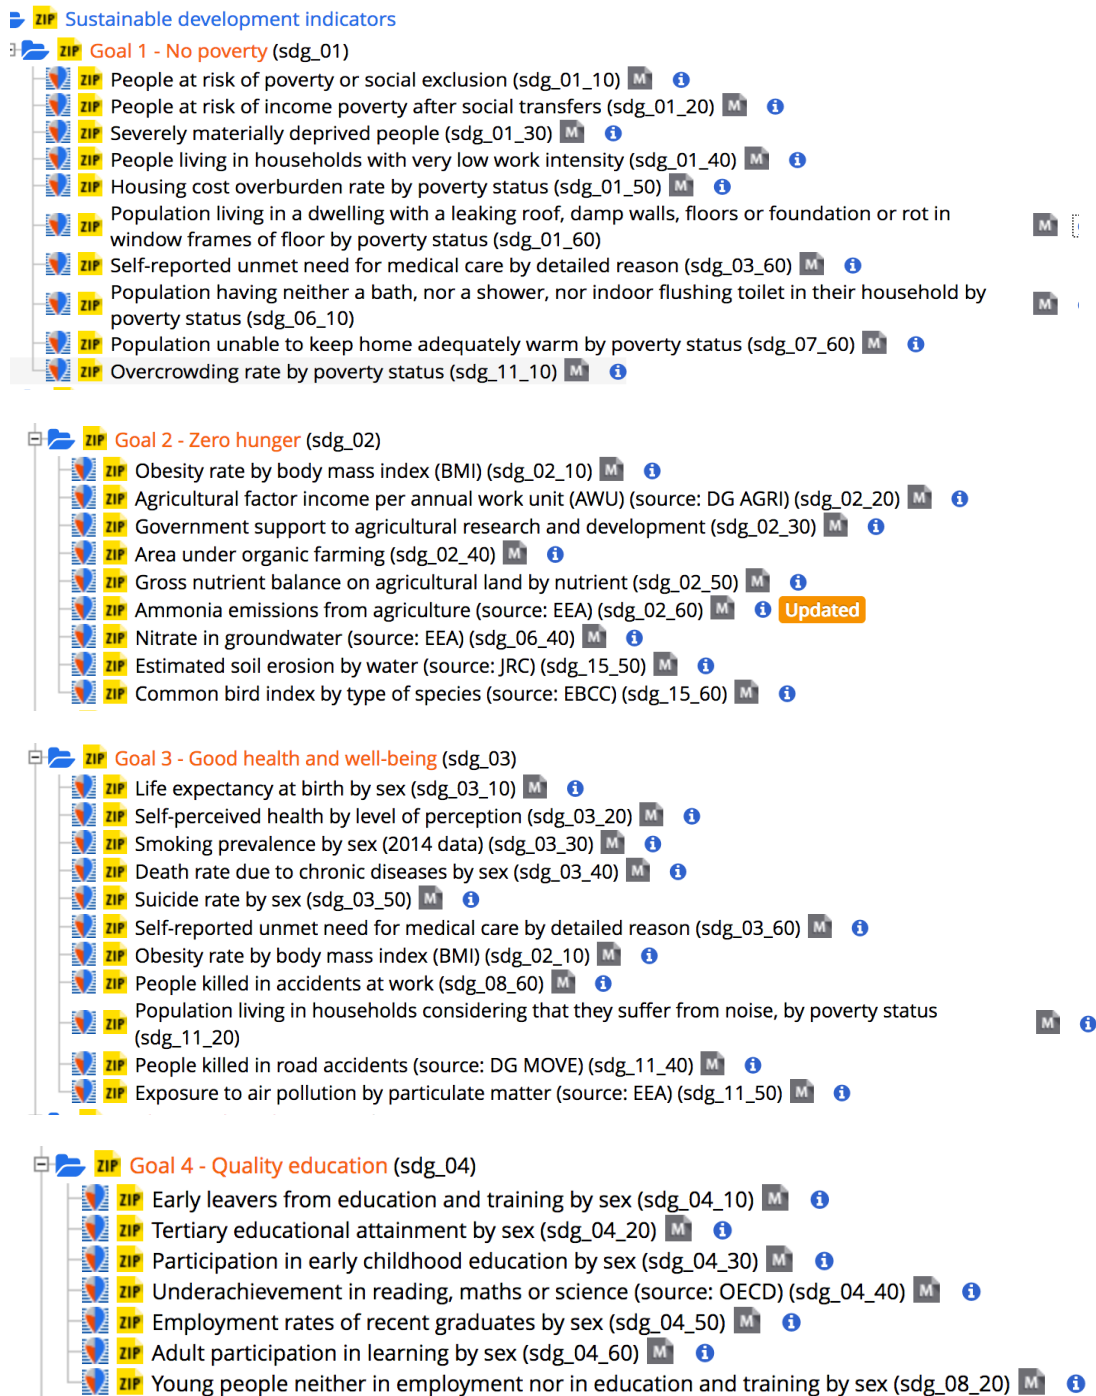 ZIP Sustainable development indicators
ZIP Goal 1 - No poverty (sdg_01)
ZIP People at risk of poverty or social exclusion (sdg_01_10) M i
ZIP People at risk of income poverty after social transfers (sdg_01_20) M i
ZIP Severely materially deprived people (sdg_01_30) M i
ZIP People living in households with very low work intensity (sdg_01_40) M i
ZIP Housing cost overburden rate by poverty status (sdg_01_50) M i
ZIP Population living in a dwelling with a leaking roof, damp walls, floors or foundation or rot in M
window frames of floor by poverty status (sdg_01_60)
ZIP Self-reported unmet need for medical care by detailed reason (sdg_03_60) M i
ZIP Population having neither a bath, nor a shower, nor indoor flushing toilet in their household by M
poverty status (sdg_06_10)
ZIP Population unable to keep home adequately warm by poverty status (sdg_07_60) M i
ZIP Overcrowding rate by poverty status (sdg_11_10) M i
ZIP Goal 2 - Zero hunger (sdg_02)
ZIP Obesity rate by body mass index (BMI) (sdg_02_10) M i
ZIP Agricultural factor income per annual work unit (AWU) (source: DG AGRI) (sdg_02_20) M i
ZIP Government support to agricultural research and development (sdg_02_30) M i
ZIP Area under organic farming (sdg_02_40) M i
ZIP Gross nutrient balance on agricultural land by nutrient (sdg_02_50) M i
ZIP Ammonia emissions from agriculture (source: EEA) (sdg_02_60) M i Updated
ZIP Nitrate in groundwater (source: EEA) (sdg_06_40) M i
ZIP Estimated soil erosion by water (source: JRC) (sdg_15_50) M i
ZIP Common bird index by type of species (source: EBCC) (sdg_15_60) M i
ZIP Goal 3 - Good health and well-being (sdg_03)
ZIP Life expectancy at birth by sex (sdg_03_10) M i
ZIP Self-perceived health by level of perception (sdg_03_20) M i
ZIP Smoking prevalence by sex (2014 data) (sdg_03_30) M i
ZIP Death rate due to chronic diseases by sex (sdg_03_40) M i
ZIP Suicide rate by sex (sdg_03_50) M i
ZIP Self-reported unmet need for medical care by detailed reason (sdg_03_60) M i
ZIP Obesity rate by body mass index (BMI) (sdg_02_10) M i
ZIP People killed in accidents at work (sdg_08_60) M i
ZIP Population living in households considering that they suffer from noise, by poverty status M i
(sdg_11_20)
ZIP People killed in road accidents (source: DG MOVE) (sdg_11_40) M i
ZIP Exposure to air pollution by particulate matter (source: EEA) (sdg_11_50) M i
ZIP Goal 4 - Quality education (sdg_04)
ZIP Early leavers from education and training by sex (sdg_04_10) M i
ZIP Tertiary educational attainment by sex (sdg_04_20) M i
ZIP Participation in early childhood education by sex (sdg_04_30) M i
ZIP Underachievement in reading, maths or science (source: OECD) (sdg_04_40) M i
ZIP Employment rates of recent graduates by sex (sdg_04_50) M i
ZIP Adult participation in learning by sex (sdg_04_60) M i
ZIP Young people neither in employment nor in education and training by sex (sdg_08_20) M i